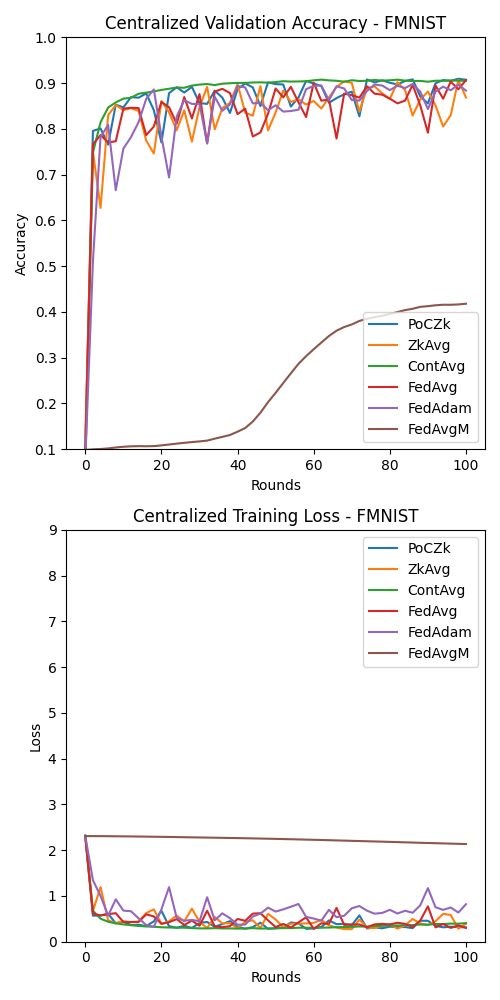 Centralized Validation Accuracy - FMNIST
1.0
0.9
0.8
0.7
0.6
0.5
0.4
0.3
0.2
0.1
Accuracy
PoCZk
ZkAvg
ContAvg
FedAvg
FedAdam
FedAvgM
0 20 40 60 80 100
Rounds
Centralized Training Loss - FMNIST
9
8
7
6
5
4
3
2
1
0
Loss
PoCZk
ZkAvg
ContAvg
FedAvg
FedAdam
FedAvgM
0 20 40 60 80 100
Rounds